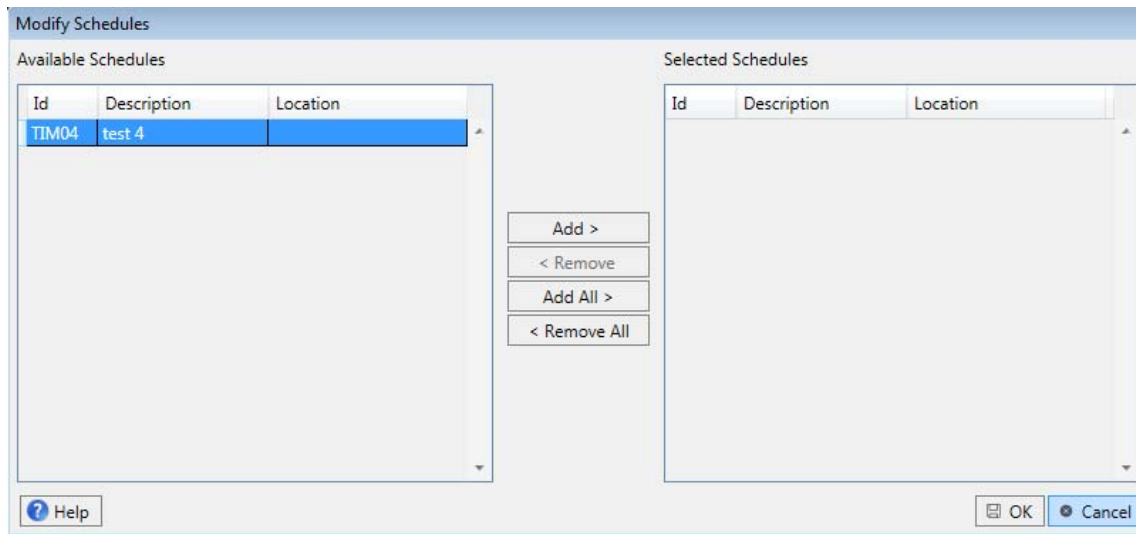 Modify Schedules
Available Schedules
Selected Schedules
Id Description Location
Id Description Location
TIM04 test 4
Add >
< Remove
Add All >
< Remove All
Help
OK
Cancel